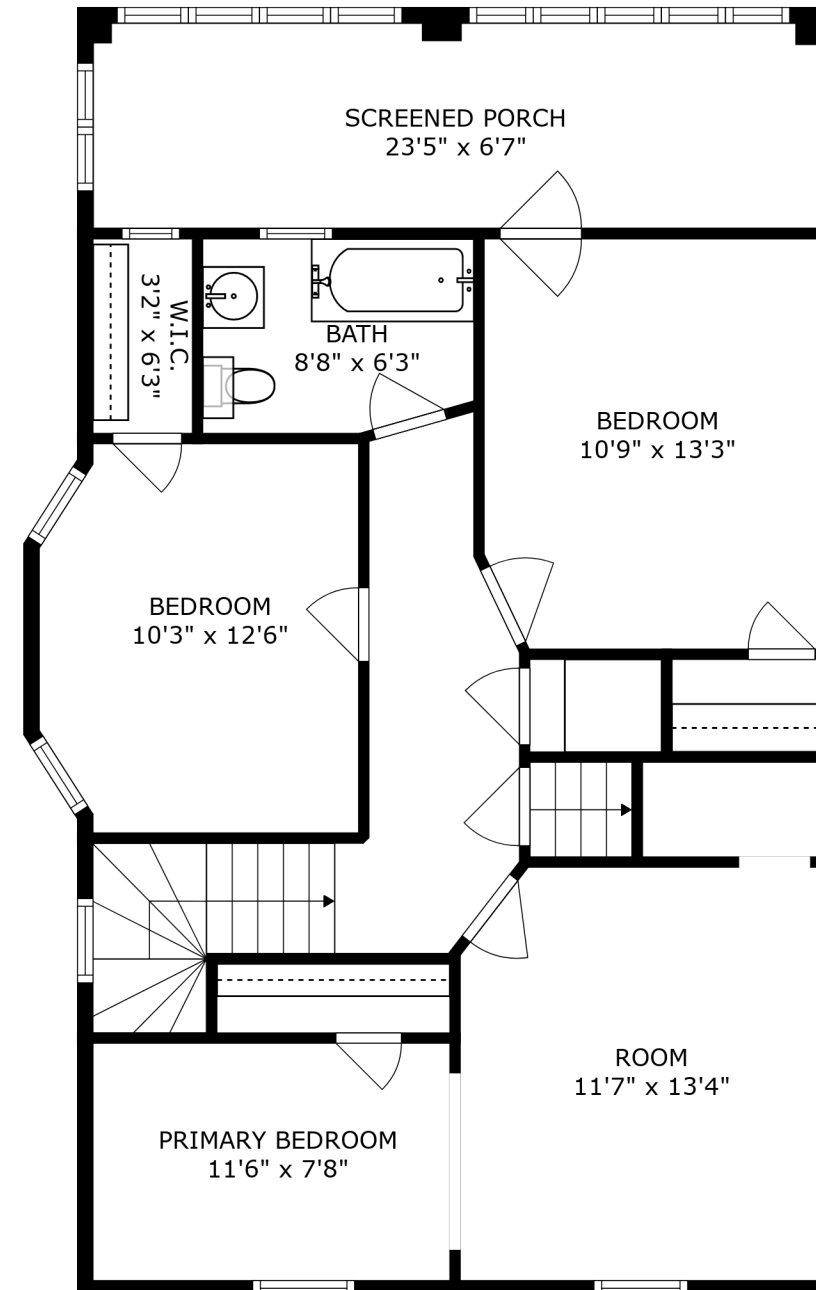 SCREENED PORCH
23'5" x 6'7"
W.I.C.
3'2" x 6'3"
BATH
8'8" x 6'3"
BEDROOM
10'9" x 13'3"
BEDROOM
10'3" x 12'6"
ROOM
11'7" x 13'4"
PRIMARY BEDROOM
11'6" x 7'8"